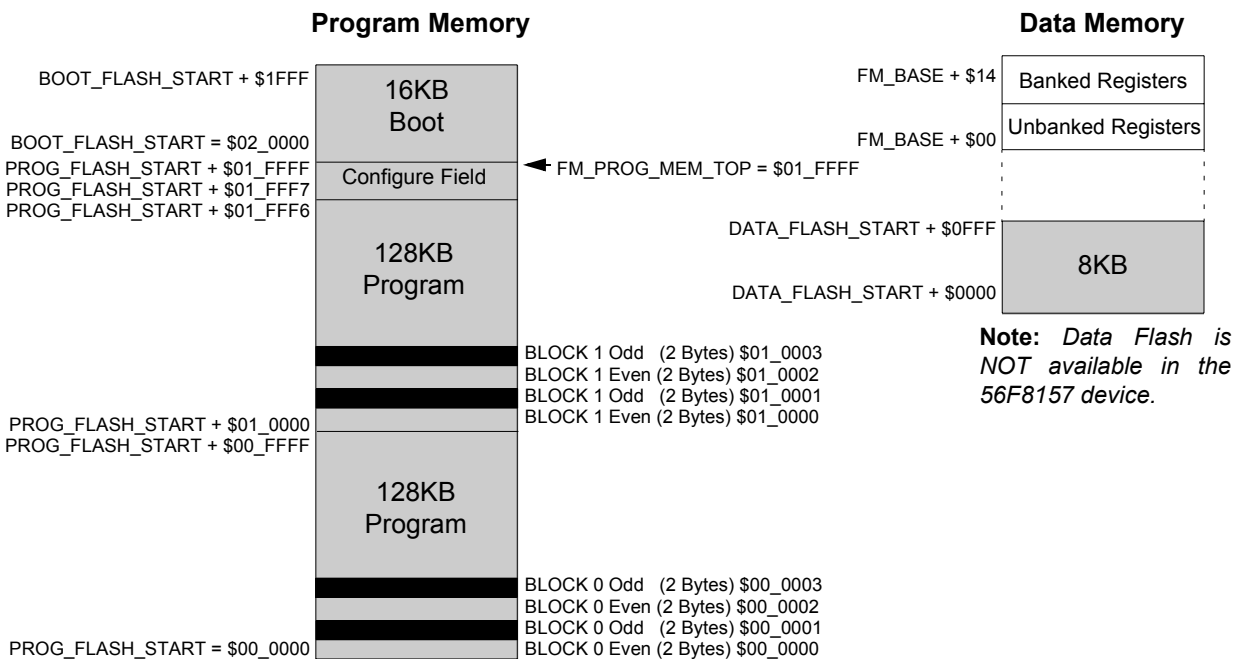 Program Memory
BOOT_FLASH_START + $1FFF
16KB
Boot
BOOT_FLASH_START = $02_0000
PROG_FLASH_START + $01_FFFF
PROG_FLASH_START + $01_FFF7
PROG_FLASH_START + $01_FFF6
Configure Field
FM_PROG_MEM_TOP = $01_FFFF
128KB
Program
BLOCK 1 Odd (2 Bytes) $01_0003
BLOCK 1 Even (2 Bytes) $01_0002
BLOCK 1 Odd (2 Bytes) $01_0001
BLOCK 1 Even (2 Bytes) $01_0000
PROG_FLASH_START + $01_0000
PROG_FLASH_START + $00_FFFF
128KB
Program
BLOCK 0 Odd (2 Bytes) $00_0003
BLOCK 0 Even (2 Bytes) $00_0002
BLOCK 0 Odd (2 Bytes) $00_0001
BLOCK 0 Even (2 Bytes) $00_0000
PROG_FLASH_START = $00_0000
Data Memory
FM_BASE + $14
Banked Registers
Unbanked Registers
FM_BASE + $00
DATA_FLASH_START + $0FFF
8KB
DATA_FLASH_START + $0000
Note: Data Flash is
NOT available in the
56F8157 device.